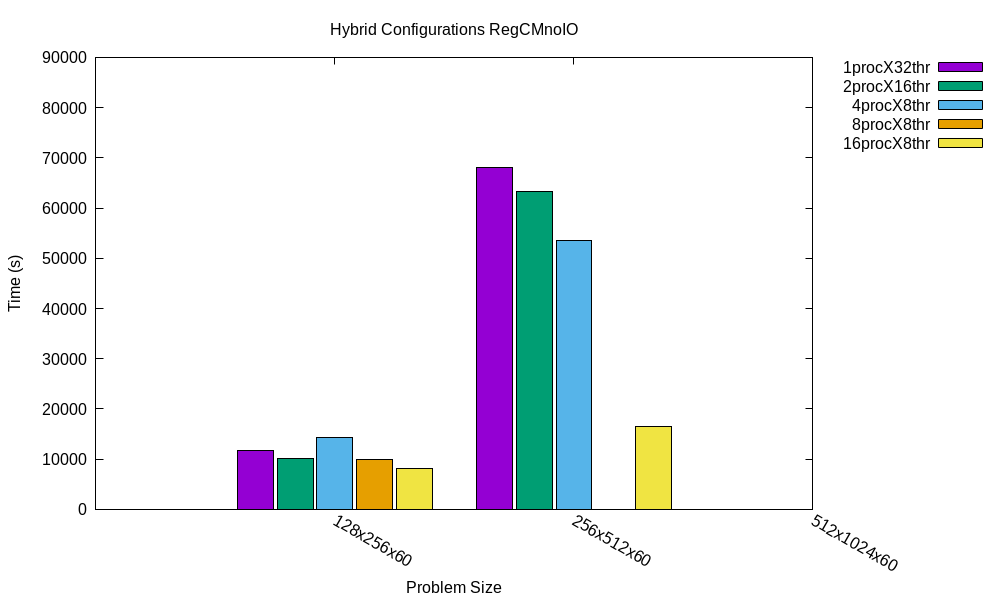 Hybrid Configurations RegCMnoIO
90000
80000
70000
60000
50000
40000
30000
20000
10000
0
Time (s)
128x256x60
256x512x60
512x1024x60
Problem Size
1procX32thr
2procX16thr
4procX8thr
8procX8thr
16procX8thr